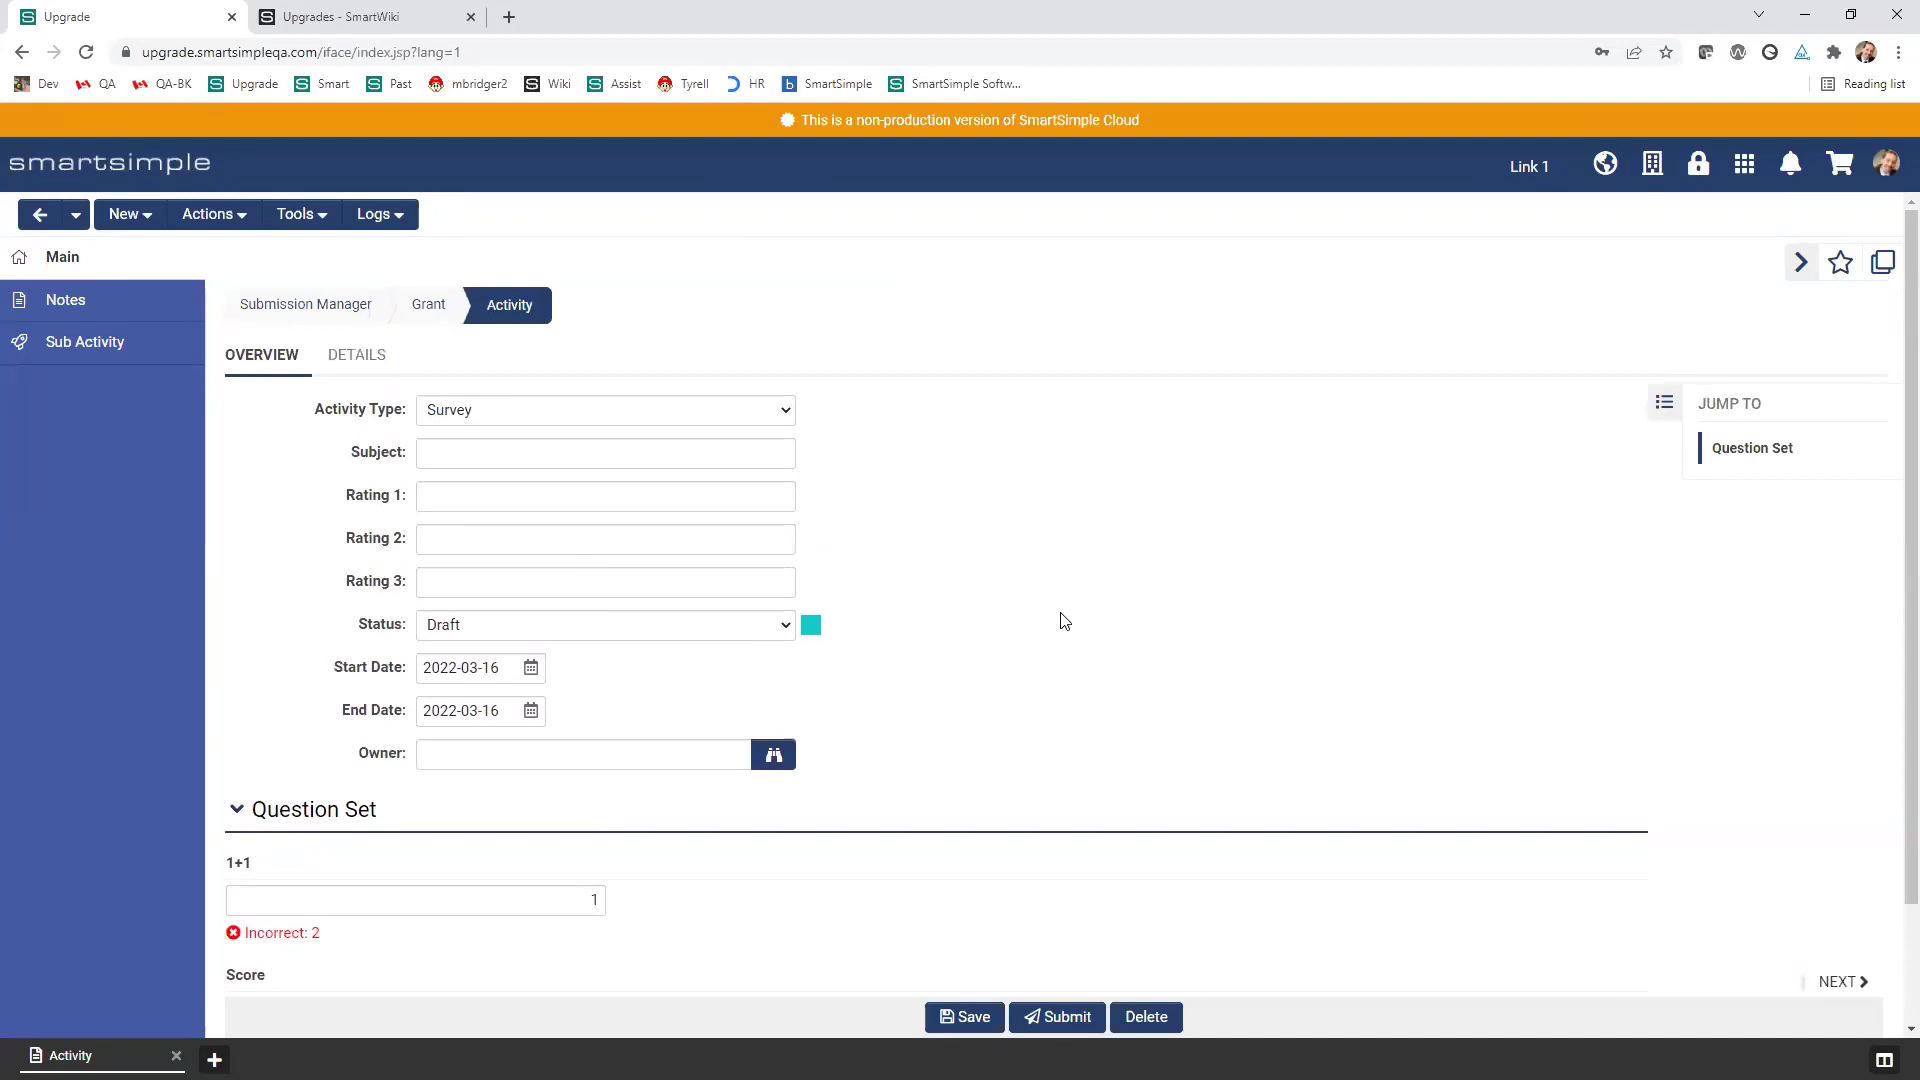 Upgrade
Upgrades - SmartWiki
upgrade.smartsimpleqa.com/iface/index.jsp?lang=1
Dev
QA
QA-BK
Upgrade
Smart
Past
mbridger2
Wiki
Assist
Tyrell
HR
SmartSimple
SmartSimple Softw...
Reading list
This is a non-production version of SmartSimple Cloud
smartsimple
Link 1
New
Actions
Tools
Logs
Main
Notes
Sub Activity
Submission Manager
Grant
Activity
OVERVIEW
DETAILS
Activity Type:
Survey
JUMP TO
Question Set
Subject:
Rating 1:
Rating 2:
Rating 3:
Status:
Draft
Start Date:
2022-03-16
End Date:
2022-03-16
Owner:
Question Set
1+1
1
Incorrect: 2
Score
NEXT
Save
Submit
Delete
Activity